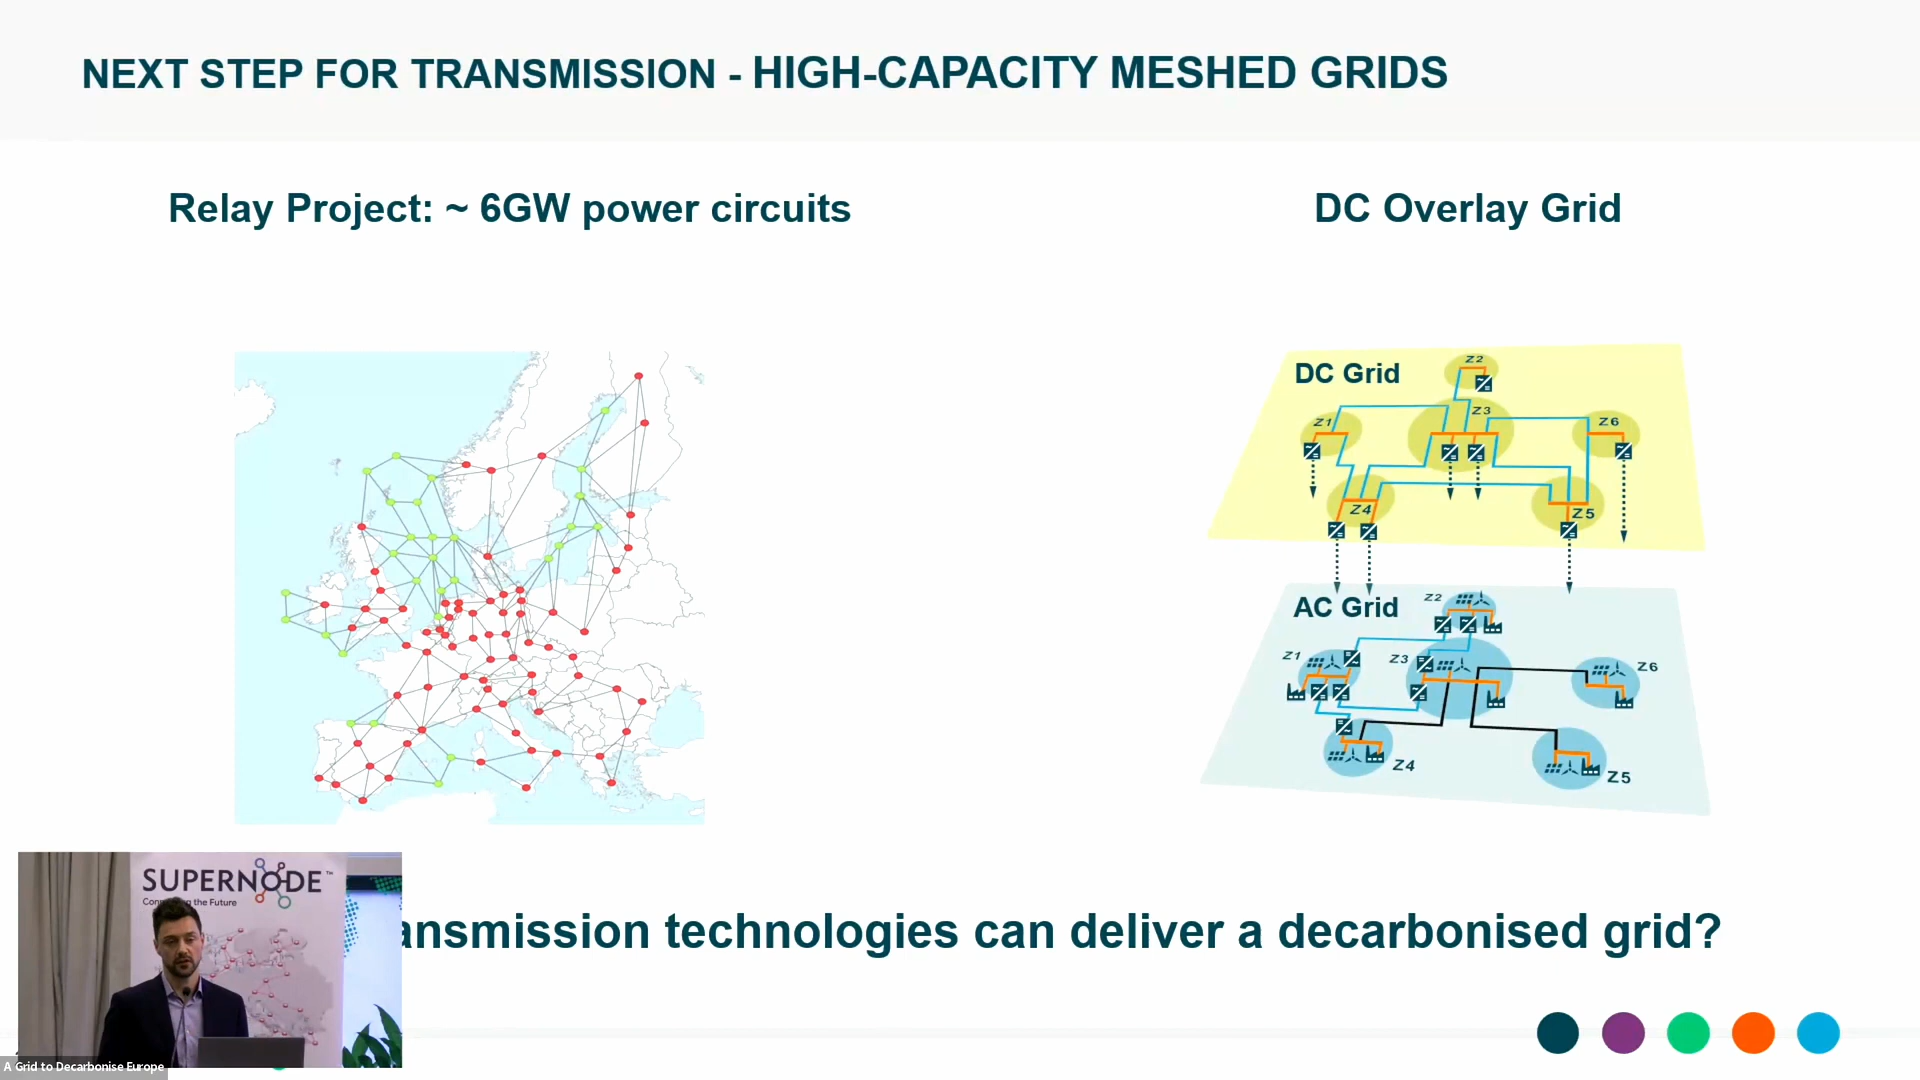 NEXT STEP FOR TRANSMISSION - HIGH-CAPACITY MESHED GRIDS
Relay Project: ~ 6GW power circuits
DC Overlay Grid
DC Grid
Z2
Z3
Z1
Z6
Z4
Z5
AC Grid
Z2
Z1
Z3
Z6
Z4
Z5
SUPERNODE™
the Future
ansmission technologies can deliver a decarbonised grid?
A Grid to Decarbonise Europe